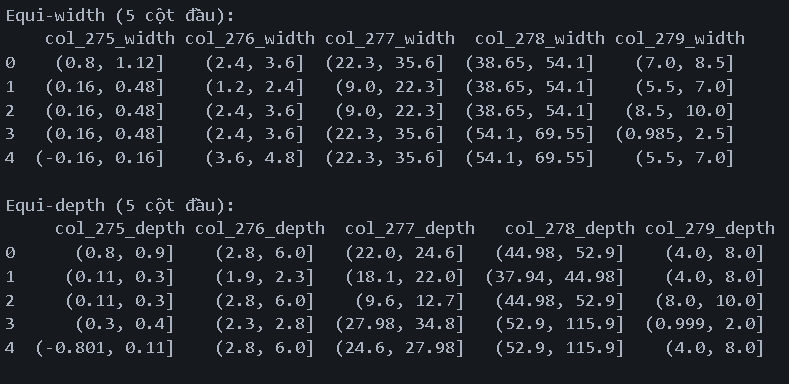 Equi-width (5 cột đầu):
col_275_width col_276_width col_277_width col_278_width col_279_width
0 (0.8, 1.12] (2.4, 3.6] (22.3, 35.6] (38.65, 54.1] (7.0, 8.5]
1 (0.16, 0.48] (1.2, 2.4] (9.0, 22.3] (38.65, 54.1] (5.5, 7.0]
2 (0.16, 0.48] (2.4, 3.6] (9.0, 22.3] (38.65, 54.1] (8.5, 10.0]
3 (0.16, 0.48] (2.4, 3.6] (22.3, 35.6] (54.1, 69.55] (0.985, 2.5]
4 (-0.16, 0.16] (3.6, 4.8] (22.3, 35.6] (54.1, 69.55] (5.5, 7.0]
Equi-depth (5 cột đầu):
col_275_depth col_276_depth col_277_depth col_278_depth col_279_depth
0 (0.8, 0.9] (2.8, 6.0] (22.0, 24.6] (44.98, 52.9] (4.0, 8.0]
1 (0.11, 0.3] (1.9, 2.3] (18.1, 22.0] (37.94, 44.98] (4.0, 8.0]
2 (0.11, 0.3] (2.8, 6.0] (9.6, 12.7] (44.98, 52.9] (8.0, 10.0]
3 (0.3, 0.4] (2.3, 2.8] (27.98, 34.8] (52.9, 115.9] (0.999, 2.0]
4 (-0.801, 0.11] (2.8, 6.0] (24.6, 27.98] (52.9, 115.9] (4.0, 8.0]